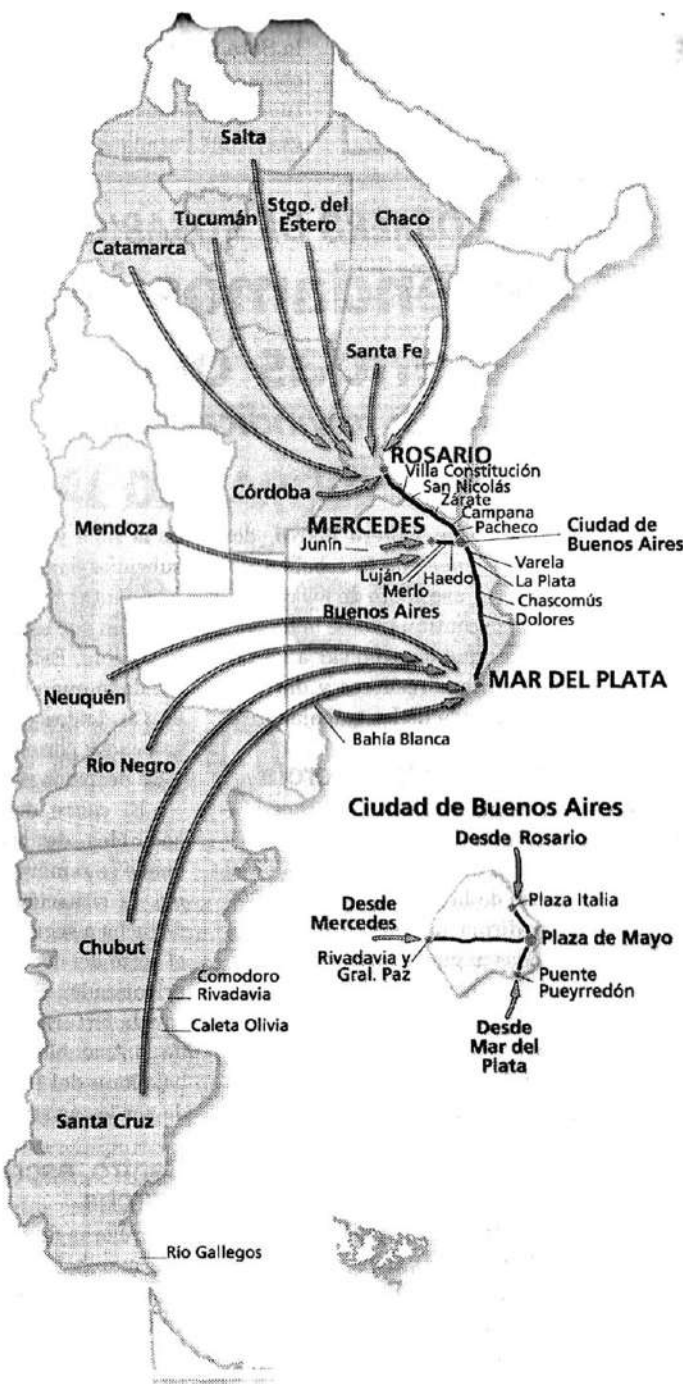 Salta
Tucumán
Stgo. del
Estero
Chaco
Catamarca
Santa Fe
ROSARIO
Villa Constitución
San Nicolás
Zárate
Campana
Pacheco
Córdoba
MERCEDES
Junín
Mendoza
Ciudad de
Buenos Aires
Luján
Merlo
Haedo
Varela
La Plata
Chascomús
Dolores
Buenos Aires
Neuquén
MAR DEL PLATA
Bahía Blanca
Río Negro
Chubut
Comodoro
Rivadavia
Caleta Olivia
Santa Cruz
Río Gallegos
Ciudad de Buenos Aires
Desde Rosario
Plaza Italia
Desde
Mercedes
Plaza de Mayo
Rivadavia y
Gral. Paz
Puente
Pueyrredón
Desde
Mar del
Plata